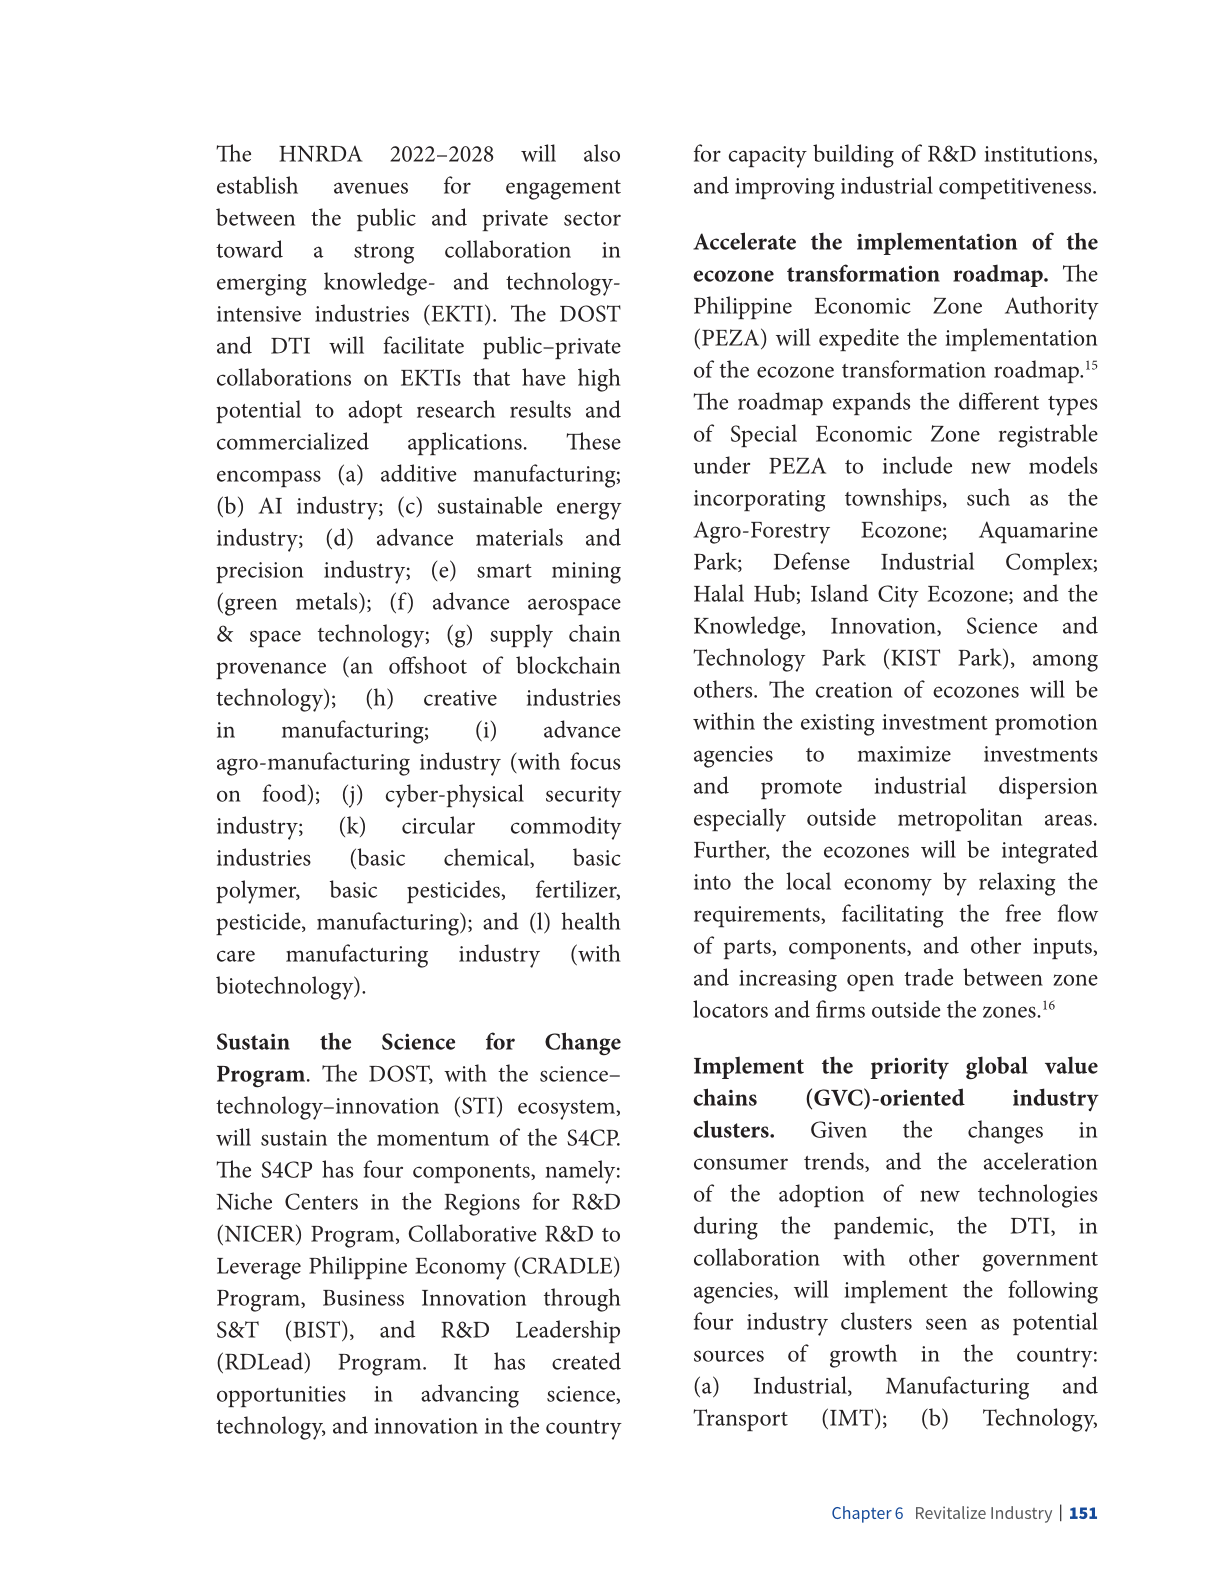 The HNRDA 2022–2028 will also
establish avenues for engagement
between the public and private sector
toward a strong collaboration in
emerging knowledge- and technology-
intensive industries (EKTI). The DOST
and DTI will facilitate public–private
collaborations on EKTIs that have high
potential to adopt research results and
commercialized applications. These
encompass (a) additive manufacturing;
(b) AI industry; (c) sustainable energy
industry; (d) advance materials and
precision industry; (e) smart mining
(green metals); (f) advance aerospace
& space technology; (g) supply chain
provenance (an offshoot of blockchain
technology); (h) creative industries
in manufacturing; (i) advance
agro-manufacturing industry (with focus
on food); (j) cyber-physical security
industry; (k) circular commodity
industries (basic chemical, basic
polymer, basic pesticides, fertilizer,
pesticide, manufacturing); and (l) health
care manufacturing industry (with
biotechnology).
Sustain the Science for Change
Program. The DOST, with the science–
technology–innovation (STI) ecosystem,
will sustain the momentum of the S4CP.
The S4CP has four components, namely:
Niche Centers in the Regions for R&D
(NICER) Program, Collaborative R&D to
Leverage Philippine Economy (CRADLE)
Program, Business Innovation through
S&T (BIST), and R&D Leadership
(RDLead) Program. It has created
opportunities in advancing science,
technology, and innovation in the country
for capacity building of R&D institutions,
and improving industrial competitiveness.
Accelerate the implementation of the
ecozone transformation roadmap. The
Philippine Economic Zone Authority
(PEZA) will expedite the implementation
of the ecozone transformation roadmap.15
The roadmap expands the different types
of Special Economic Zone registrable
under PEZA to include new models
incorporating townships, such as the
Agro-Forestry Ecozone; Aquamarine
Park; Defense Industrial Complex;
Halal Hub; Island City Ecozone; and the
Knowledge, Innovation, Science and
Technology Park (KIST Park), among
others. The creation of ecozones will be
within the existing investment promotion
agencies to maximize investments
and promote industrial dispersion
especially outside metropolitan areas.
Further, the ecozones will be integrated
into the local economy by relaxing the
requirements, facilitating the free flow
of parts, components, and other inputs,
and increasing open trade between zone
locators and firms outside the zones.16
Implement the priority global value
chains (GVC)-oriented industry
clusters. Given the changes in
consumer trends, and the acceleration
of the adoption of new technologies
during the pandemic, the DTI, in
collaboration with other government
agencies, will implement the following
four industry clusters seen as potential
sources of growth in the country:
(a) Industrial, Manufacturing and
Transport (IMT); (b) Technology,
Chapter 6 Revitalize Industry | 151